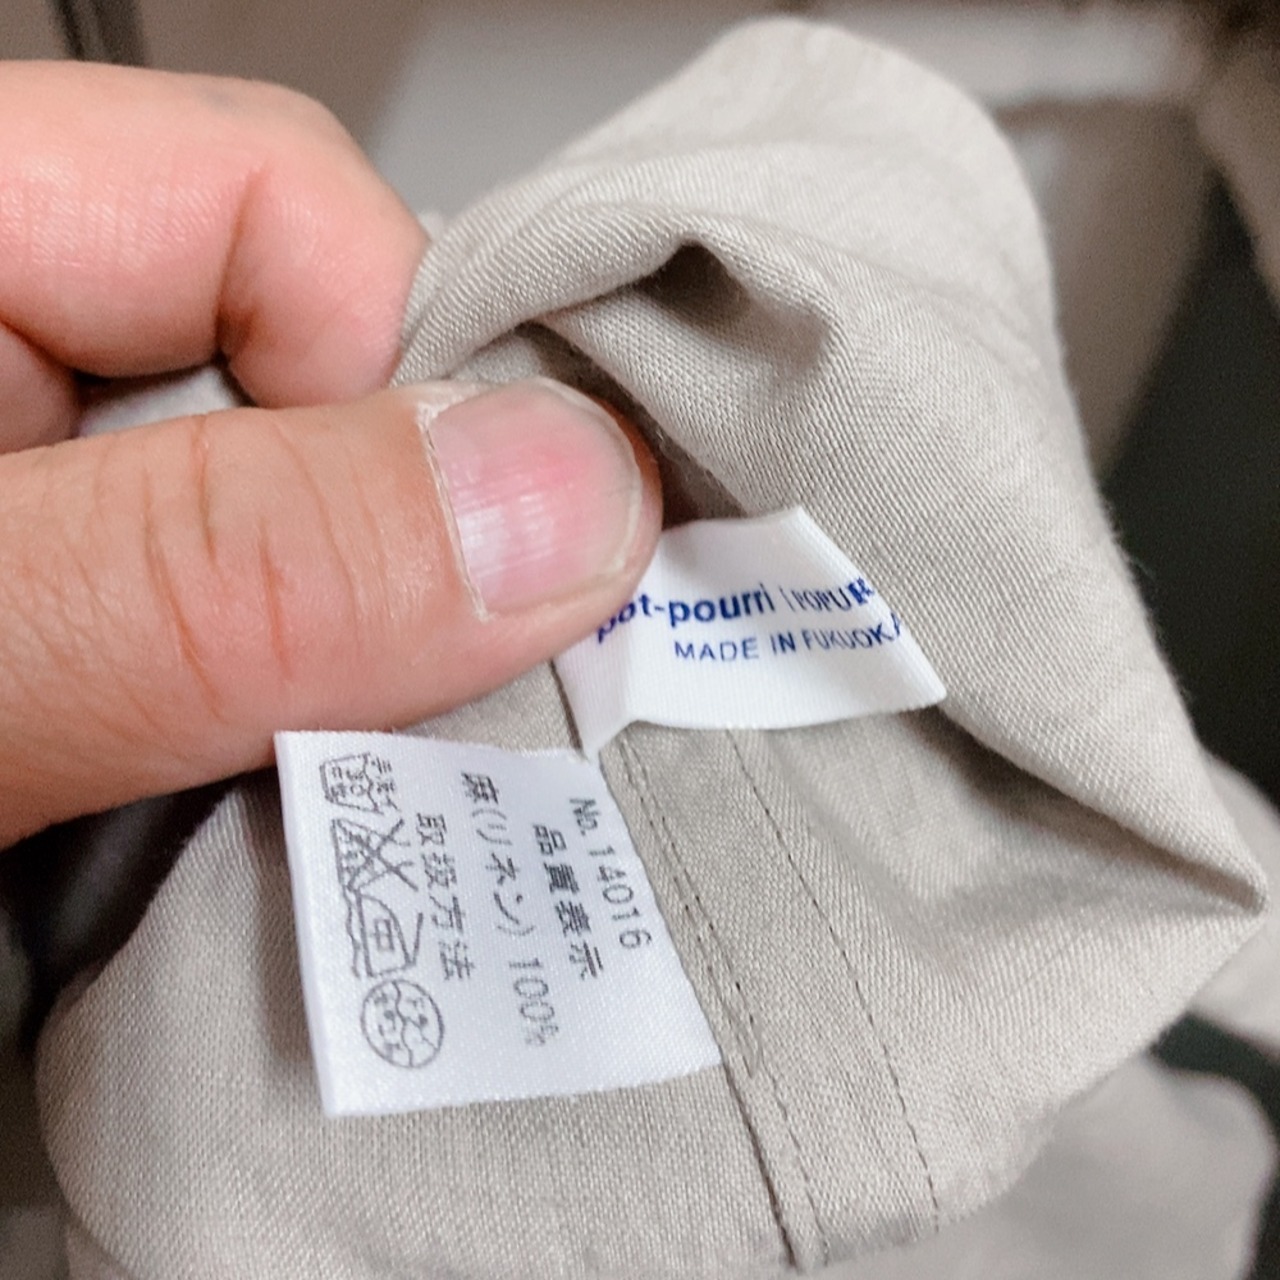 pot-pourri | POPU
MADE IN FUKUOKA
No. 14016
品質表示
麻(リネン) 100%
取扱方法